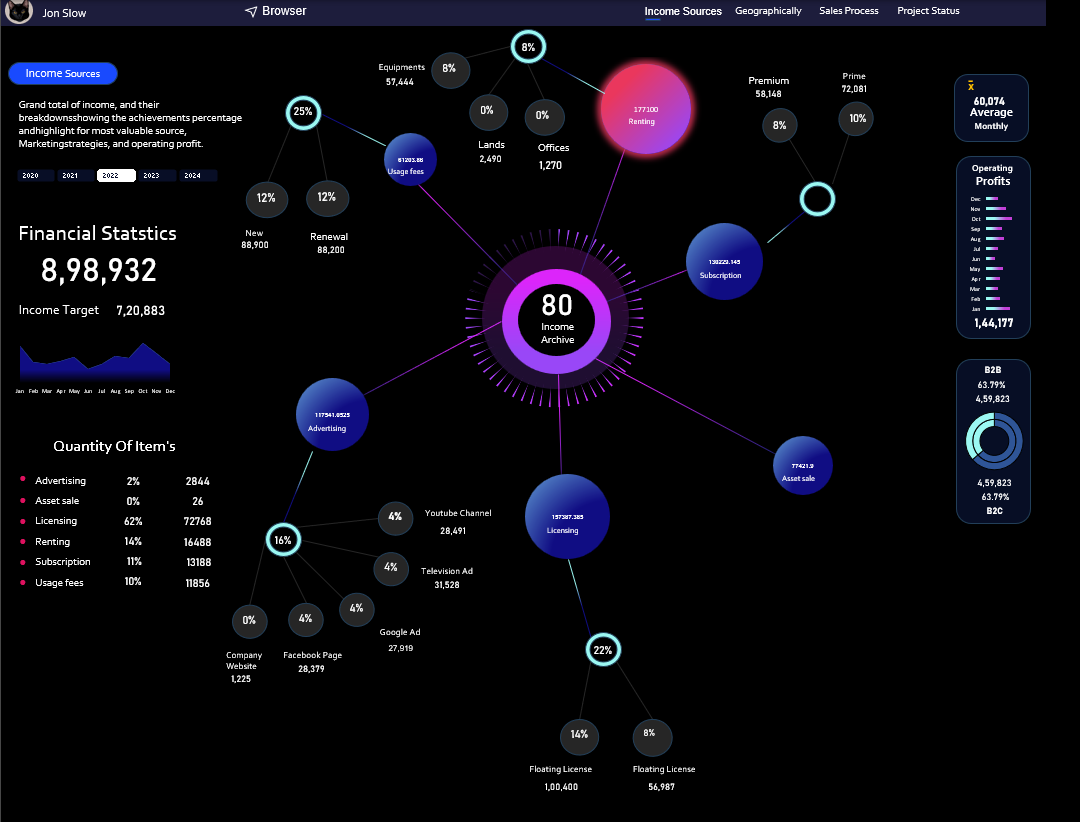 Jon Slow
Browser
Income Sources
Geographically
Sales Process
Project Status
Income Sources
Grand total of income, and their
breakdownsshowing the achievements percentage
andhighlight for most valuable source,
Marketingstrategies, and operating profit.
2020
2021
2022
2023
2024
Financial Statstics
8,98,932
Income Target 7,20,883
Jan Feb Mar Apr May Jun Jul Aug Sep Oct Nov Dec
Quantity Of Item's
Advertising 2% 2844
Asset sale 0% 26
Licensing 62% 72768
Renting 14% 16488
Subscription 11% 13188
Usage fees 10% 11856
25%
12%
New
88,900
12%
Renewal
88,200
61203.86
Usage fees
8%
Equipments
57,444
8%
0%
Lands
2,490
0%
Offices
1,270
177100
Renting
Premium
58,148
8%
Prime
72,081
10%
130229.145
Subscription
80
Income
Archive
117541.0525
Advertising
16%
4%
Youtube Channel
28,491
4%
Television Ad
31,528
4%
Google Ad
27,919
4%
Facebook Page
28,379
0%
Company
Website
1,225
157387.385
Licensing
22%
14%
Floating License
1,00,400
8%
Floating License
56,987
77421.9
Asset sale
x̄
60,074
Average
Monthly
Operating
Profits
Dec
Nov
Oct
Sep
Aug
Jul
Jun
May
Apr
Mar
Feb
Jan
1,44,177
B2B
63.79%
4,59,823
4,59,823
63.79%
B2C